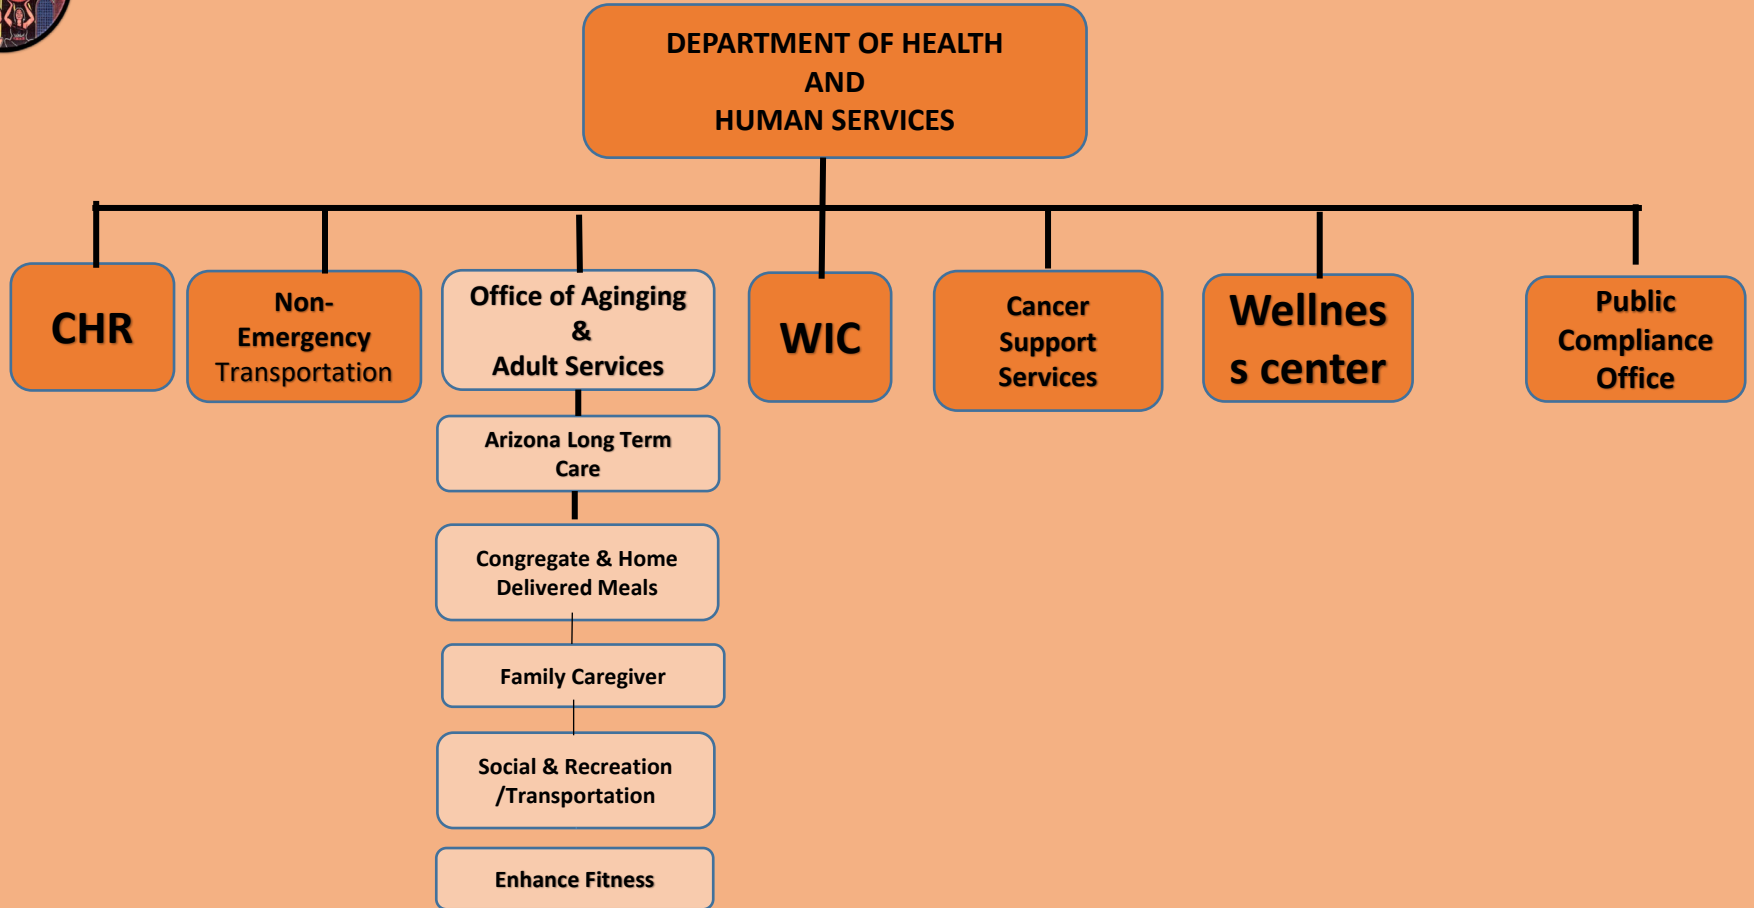 DEPARTMENT OF HEALTH
AND
HUMAN SERVICES
CHR
Non-
Emergency
Transportation
Office of Aginging
&
Adult Services
WIC
Cancer
Support
Services
Wellnes
s center
Public
Compliance
Office
Arizona Long Term
Care
Congregate & Home
Delivered Meals
Family Caregiver
Social & Recreation
/Transportation
Enhance Fitness